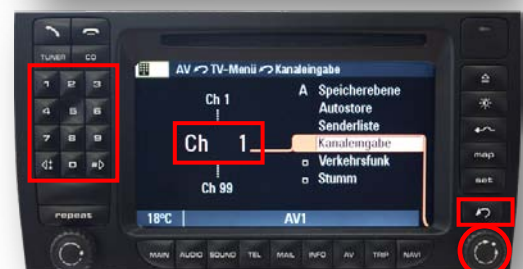 TUNER CD
1 2 3
4 5 6
7 8 9
repeat
AV TV-Menü Kanaleingabe
Ch 1
Ch 1
Ch 99
A Speicherebene
Autostore
Senderliste
Kanaleingabe
Verkehrsfunk
Stumm
18°C AV1
map
set
MAIN AUDIO SOUND TEL MAIL INFO AV TRIP NAVI